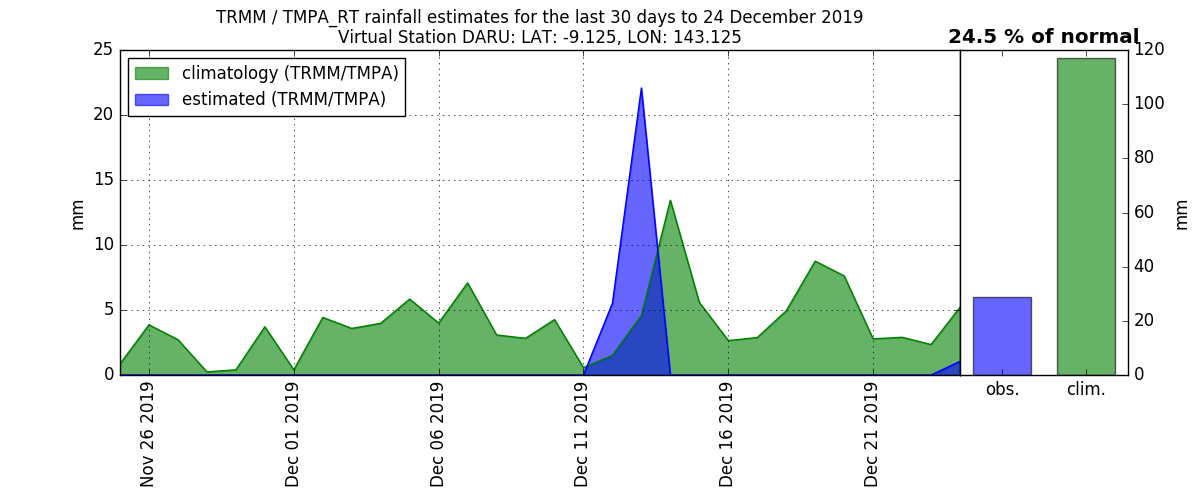 TRMM / TMPA_RT rainfall estimates for the last 30 days to 24 December 2019
Virtual Station DARU: LAT: -9.125, LON: 143.125
24.5 % of normal
climatology (TRMM/TMPA)
estimated (TRMM/TMPA)
25
20
15
10
5
0
mm
Nov 26 2019
Dec 01 2019
Dec 06 2019
Dec 11 2019
Dec 16 2019
Dec 21 2019
120
100
80
60
40
20
0
mm
obs.
clim.